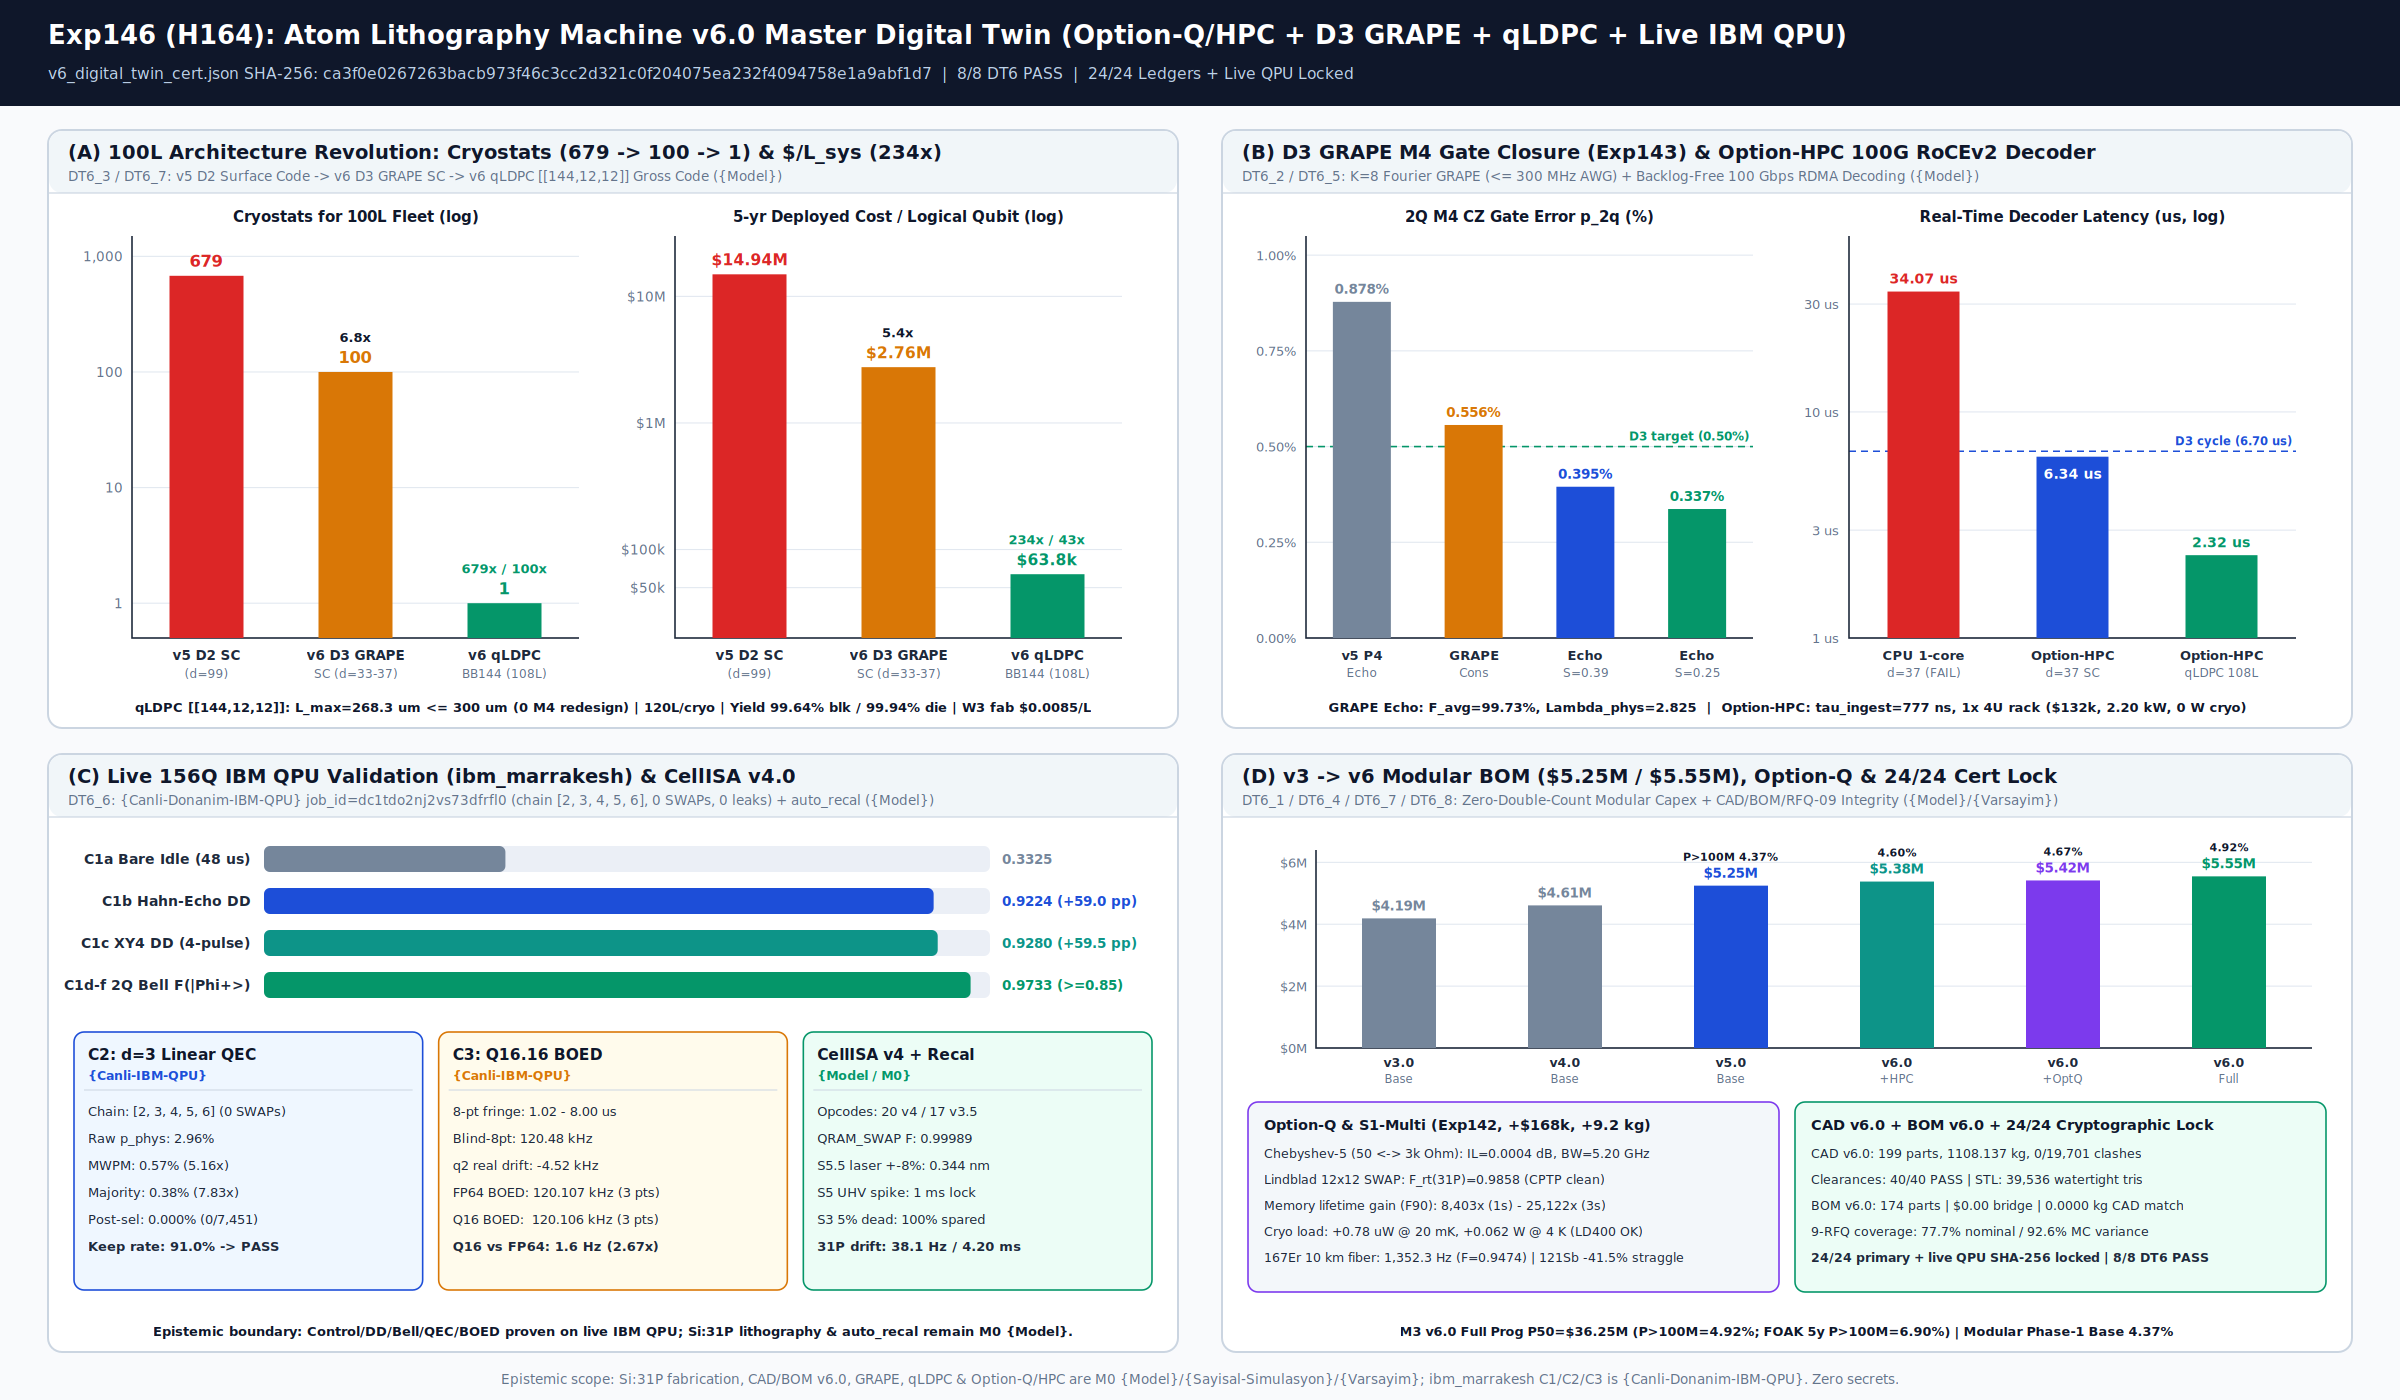 Exp146 (H164): Atom Lithography Machine v6.0 Master Digital Twin (Option-Q/HPC + D3 GRAPE + qLDPC + Live IBM QPU)
v6_digital_twin_cert.json SHA-256: ca3f0e0267263bacb973f46c3cc2d321c0f204075ea232f4094758e1a9abf1d7 | 8/8 DT6 PASS | 24/24 Ledgers + Live QPU Locked
(A) 100L Architecture Revolution: Cryostats (679 -> 100 -> 1) & $/L_sys (234x)
DT6_3 / DT6_7: v5 D2 Surface Code -> v6 D3 GRAPE SC -> v6 qLDPC [[144,12,12]] Gross Code ({Model})
Cryostats for 100L Fleet (log)
1,000
100
10
1
679
6.8x
100
679x / 100x
1
v5 D2 SC
(d=99)
v6 D3 GRAPE
SC (d=33-37)
v6 qLDPC
BB144 (108L)
5-yr Deployed Cost / Logical Qubit (log)
$10M
$1M
$100k
$50k
$14.94M
5.4x
$2.76M
234x / 43x
$63.8k
v5 D2 SC
(d=99)
v6 D3 GRAPE
SC (d=33-37)
v6 qLDPC
BB144 (108L)
qLDPC [[144,12,12]]: L_max=268.3 um <= 300 um (0 M4 redesign) | 120L/cryo | Yield 99.64% blk / 99.94% die | W3 fab $0.0085/L
(B) D3 GRAPE M4 Gate Closure (Exp143) & Option-HPC 100G RoCEv2 Decoder
DT6_2 / DT6_5: K=8 Fourier GRAPE (<= 300 MHz AWG) + Backlog-Free 100 Gbps RDMA Decoding ({Model})
2Q M4 CZ Gate Error p_2q (%)
1.00%
0.75%
0.50%
0.25%
0.00%
0.878%
0.556%
0.395%
0.337%
D3 target (0.50%)
v5 P4
Echo
GRAPE
Cons
Echo
S=0.39
Echo
S=0.25
Real-Time Decoder Latency (us, log)
30 us
10 us
3 us
1 us
34.07 us
D3 cycle (6.70 us)
6.34 us
2.32 us
CPU 1-core
d=37 (FAIL)
Option-HPC
d=37 SC
Option-HPC
qLDPC 108L
GRAPE Echo: F_avg=99.73%, Lambda_phys=2.825 | Option-HPC: tau_ingest=777 ns, 1x 4U rack ($132k, 2.20 kW, 0 W cryo)
(C) Live 156Q IBM QPU Validation (ibm_marrakesh) & CellISA v4.0
DT6_6: {Canli-Donanim-IBM-QPU} job_id=dc1tdo2nj2vs73dfrfl0 (chain [2, 3, 4, 5, 6], 0 SWAPs, 0 leaks) + auto_recal ({Model})
C1a Bare Idle (48 us) 0.3325
C1b Hahn-Echo DD 0.9224 (+59.0 pp)
C1c XY4 DD (4-pulse) 0.9280 (+59.5 pp)
C1d-f 2Q Bell F(|Phi+>) 0.9733 (>=0.85)
C2: d=3 Linear QEC
{Canli-IBM-QPU}
Chain: [2, 3, 4, 5, 6] (0 SWAPs)
Raw p_phys: 2.96%
MWPM: 0.57% (5.16x)
Majority: 0.38% (7.83x)
Post-sel: 0.000% (0/7,451)
Keep rate: 91.0% -> PASS
C3: Q16.16 BOED
{Canli-IBM-QPU}
8-pt fringe: 1.02 - 8.00 us
Blind-8pt: 120.48 kHz
q2 real drift: -4.52 kHz
FP64 BOED: 120.107 kHz (3 pts)
Q16 BOED: 120.106 kHz (3 pts)
Q16 vs FP64: 1.6 Hz (2.67x)
CellISA v4 + Recal
{Model / M0}
Opcodes: 20 v4 / 17 v3.5
QRAM_SWAP F: 0.99989
S5.5 laser +-8%: 0.344 nm
S5 UHV spike: 1 ms lock
S3 5% dead: 100% spared
31P drift: 38.1 Hz / 4.20 ms
Epistemic boundary: Control/DD/Bell/QEC/BOED proven on live IBM QPU; Si:31P lithography & auto_recal remain M0 {Model}.
(D) v3 -> v6 Modular BOM ($5.25M / $5.55M), Option-Q & 24/24 Cert Lock
DT6_1 / DT6_4 / DT6_7 / DT6_8: Zero-Double-Count Modular Capex + CAD/BOM/RFQ-09 Integrity ({Model}/{Varsayim})
$6M
$4M
$2M
$0M
$4.19M
$4.61M
P>100M 4.37%
$5.25M
4.60%
$5.38M
4.67%
$5.42M
4.92%
$5.55M
v3.0
Base
v4.0
Base
v5.0
Base
v6.0
+HPC
v6.0
+OptQ
v6.0
Full
Option-Q & S1-Multi (Exp142, +$168k, +9.2 kg)
Chebyshev-5 (50 <-> 3k Ohm): IL=0.0004 dB, BW=5.20 GHz
Lindblad 12x12 SWAP: F_rt(31P)=0.9858 (CPTP clean)
Memory lifetime gain (F90): 8,403x (1s) - 25,122x (3s)
Cryo load: +0.78 uW @ 20 mK, +0.062 W @ 4 K (LD400 OK)
167Er 10 km fiber: 1,352.3 Hz (F=0.9474) | 121Sb -41.5% straggle
CAD v6.0 + BOM v6.0 + 24/24 Cryptographic Lock
CAD v6.0: 199 parts, 1108.137 kg, 0/19,701 clashes
Clearances: 40/40 PASS | STL: 39,536 watertight tris
BOM v6.0: 174 parts | $0.00 bridge | 0.0000 kg CAD match
9-RFQ coverage: 77.7% nominal / 92.6% MC variance
24/24 primary + live QPU SHA-256 locked | 8/8 DT6 PASS
M3 v6.0 Full Prog P50=$36.25M (P>100M=4.92%; FOAK 5y P>100M=6.90%) | Modular Phase-1 Base 4.37%
Epistemic scope: Si:31P fabrication, CAD/BOM v6.0, GRAPE, qLDPC & Option-Q/HPC are M0 {Model}/{Sayisal-Simulasyon}/{Varsayim}; ibm_marrakesh C1/C2/C3 is {Canli-Donanim-IBM-QPU}. Zero secrets.